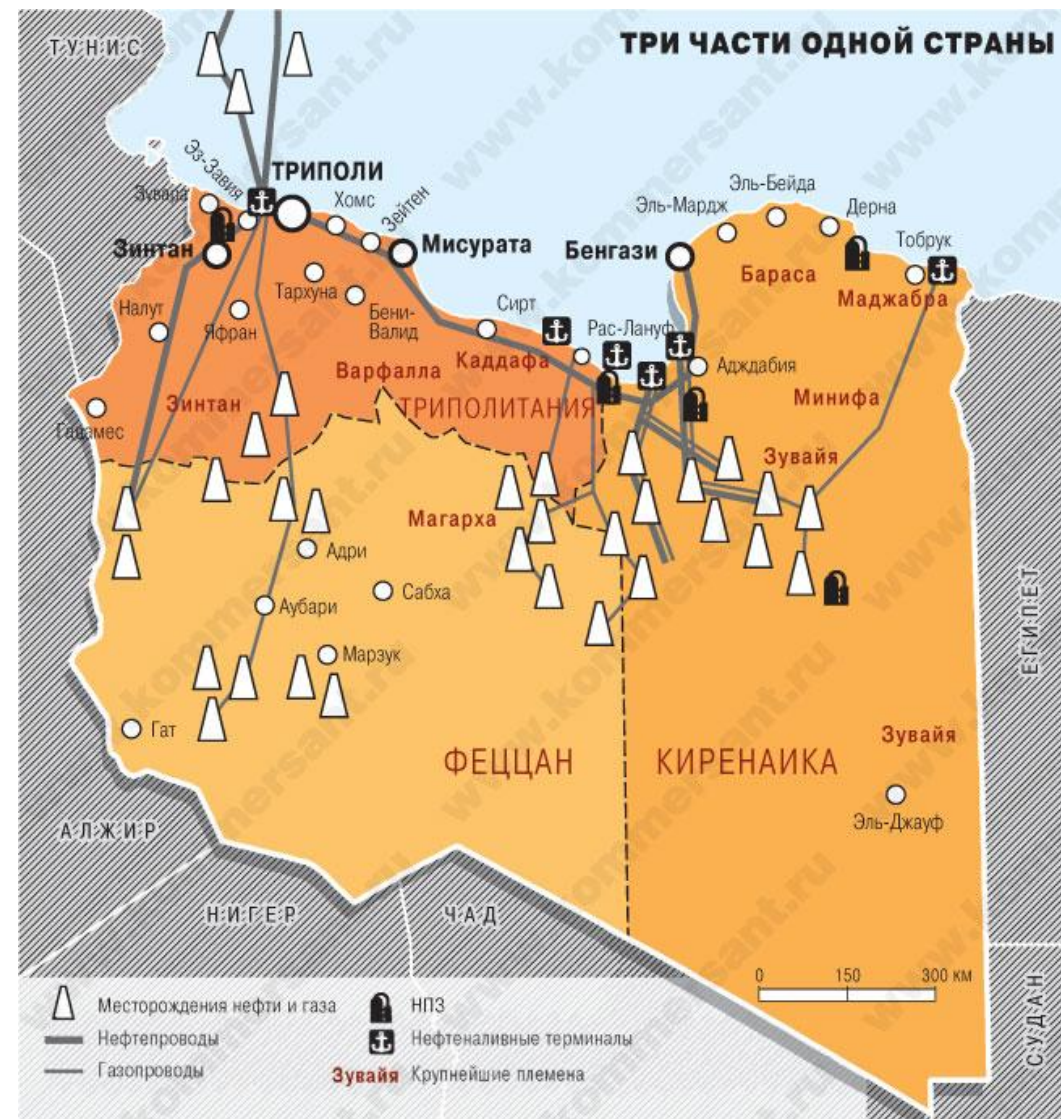 ТРИ ЧАСТИ ОДНОЙ СТРАНЫ
ТУНИС
ТРИПОЛИ
Зувара
Эз-Завия
Хомс
Зейтен
Зинтан
Мисурата
Бенгази
Эль-Мардж
Эль-Бейда
Дерна
Тобрук
Бараса
Маджабра
Налут
Яфран
Тархуна
Бени-
Валид
Сирт
Рас-Лануф
Адждабия
Варфалла
Каддафа
Минифа
Зинтан
ТРИПОЛИТАНИЯ
Гадамес
Зувайя
Магарха
Адри
Сабха
Аубари
Марзук
Гат
ФЕЦЦАН
КИРЕНАИКА
Зувайя
Эль-Джауф
ЕГИПЕТ
АЛЖИР
НИГЕР
ЧАД
СУДАН
0 150 300 КМ
Месторождения нефти и газа
Нефтепроводы
Газопроводы
НПЗ
Нефтеналивные терминалы
Зувайя Крупнейшие племена
www.kommersant.ru